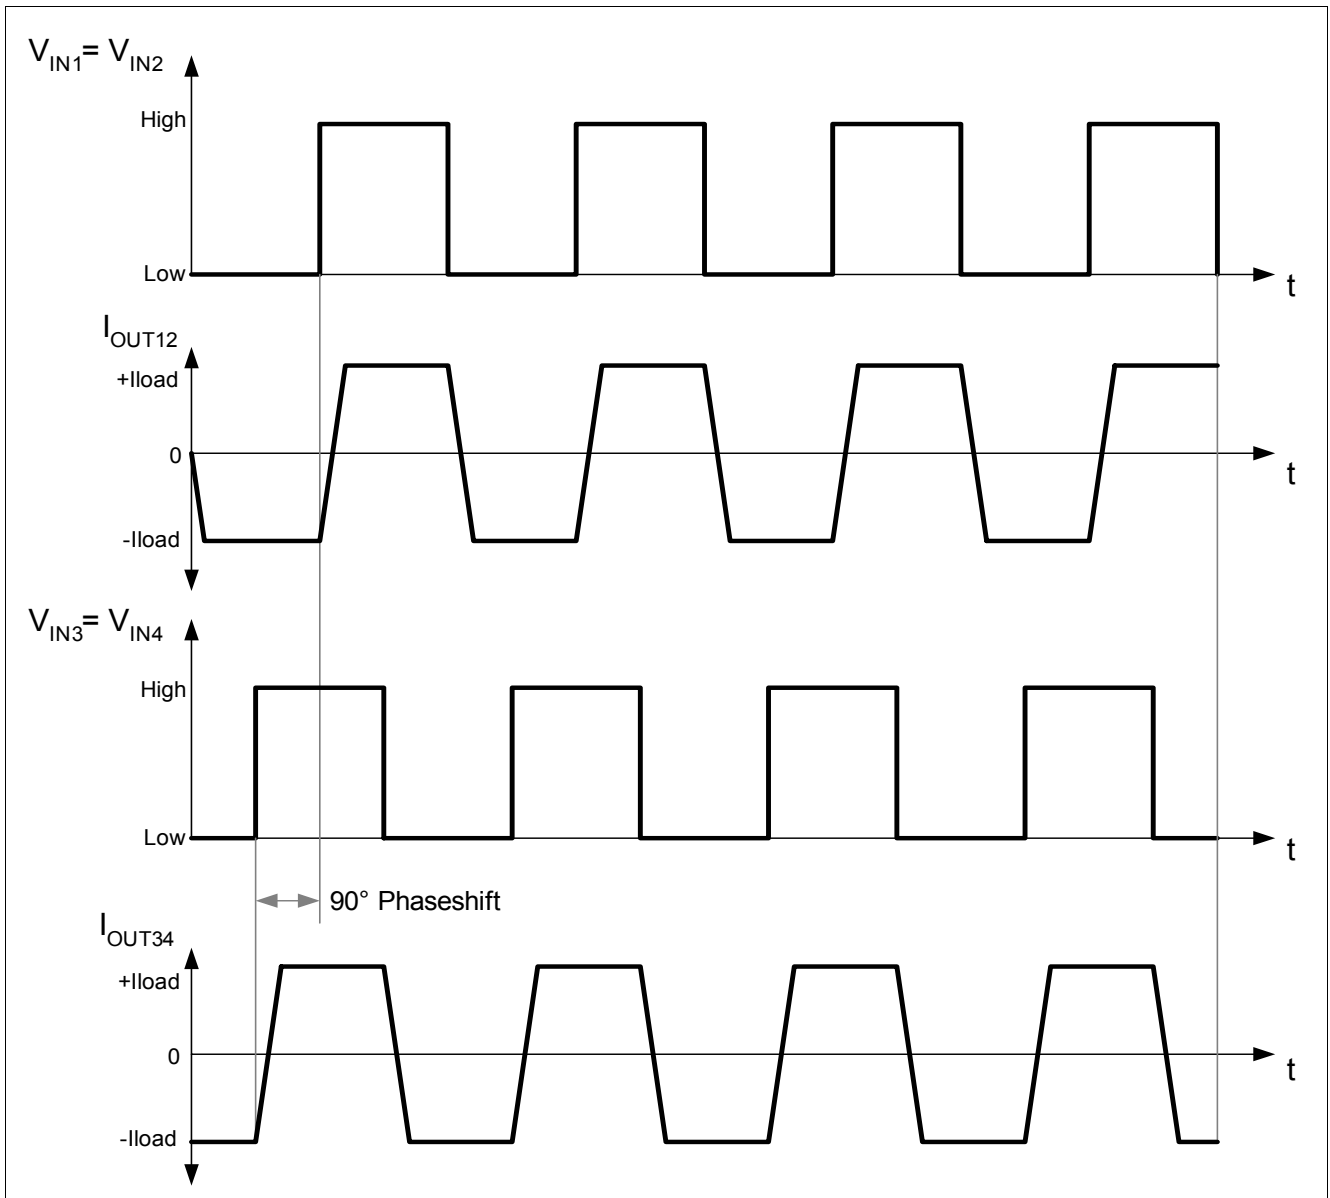 V_IN1 = V_IN2
High
Low
t
I_OUT12
+Iload
0
t
-Iload
V_IN3 = V_IN4
High
Low
t
90° Phaseshift
I_OUT34
+Iload
0
t
-Iload